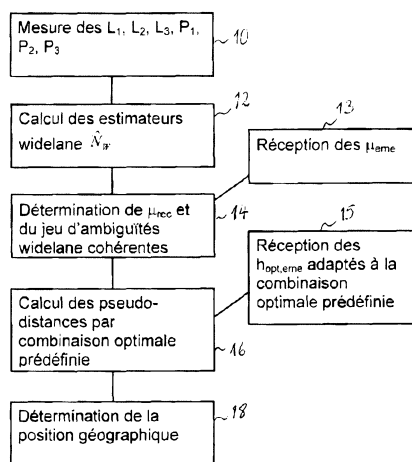 Mesure des L₁, L₂, L₃, P₁,
P₂, P₃
10
Calcul des estimateurs
widelane N̂w
12
13
Réception des μeme
Détermination de μrec et
du jeu d'ambiguïtés
widelane cohérentes
14
15
Réception des
hopt,eme adaptés à la
combinaison
optimale prédéfinie
Calcul des pseudo-
distances par
combinaison optimale
prédéfinie
16
Détermination de la
position géographique
18